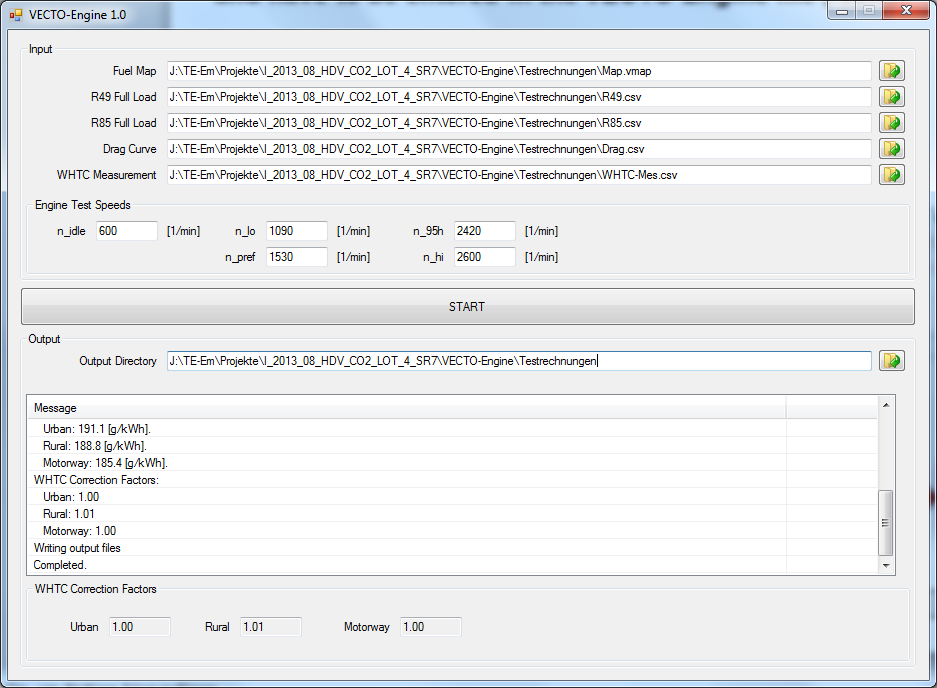 VECTO-Engine 1.0
Input
Fuel Map J:\TE-Em\Projekte\I_2013_08_HDV_CO2_LOT_4_SR7\VECTO-Engine\Testrechnungen\Map.vmap
R49 Full Load J:\TE-Em\Projekte\I_2013_08_HDV_CO2_LOT_4_SR7\VECTO-Engine\Testrechnungen\R49.csv
R85 Full Load J:\TE-Em\Projekte\I_2013_08_HDV_CO2_LOT_4_SR7\VECTO-Engine\Testrechnungen\R85.csv
Drag Curve J:\TE-Em\Projekte\I_2013_08_HDV_CO2_LOT_4_SR7\VECTO-Engine\Testrechnungen\Drag.csv
WHTC Measurement J:\TE-Em\Projekte\I_2013_08_HDV_CO2_LOT_4_SR7\VECTO-Engine\Testrechnungen\WHTC-Mes.csv
Engine Test Speeds
n_idle 600 [1/min] n_lo 1090 [1/min] n_95h 2420 [1/min]
n_pref 1530 [1/min] n_hi 2600 [1/min]
START
Output
Output Directory J:\TE-Em\Projekte\I_2013_08_HDV_CO2_LOT_4_SR7\VECTO-Engine\Testrechnungen
Message
Urban: 191.1 [g/kWh].
Rural: 188.8 [g/kWh].
Motorway: 185.4 [g/kWh].
WHTC Correction Factors:
Urban: 1.00
Rural: 1.01
Motorway: 1.00
Writing output files
Completed.
WHTC Correction Factors
Urban 1.00 Rural 1.01 Motorway 1.00